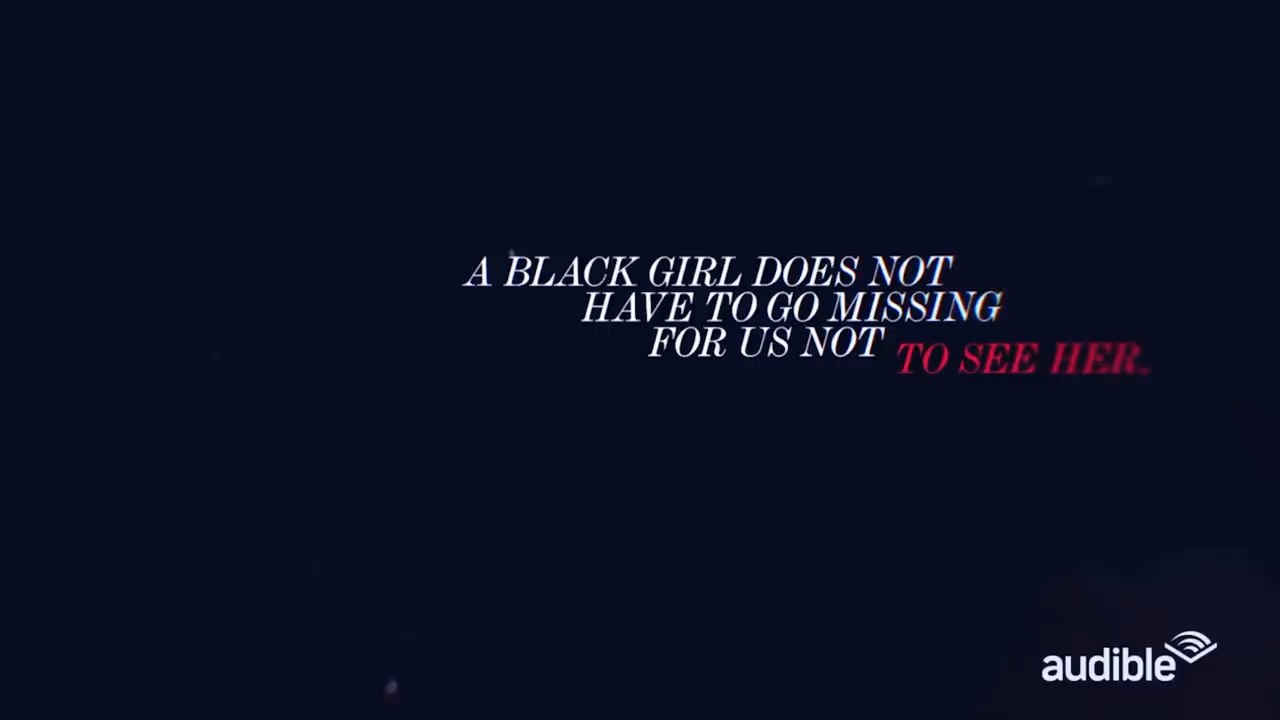 A BLACK GIRL DOES NOT
HAVE TO GO MISSING
FOR US NOT TO SEE HER.
audible